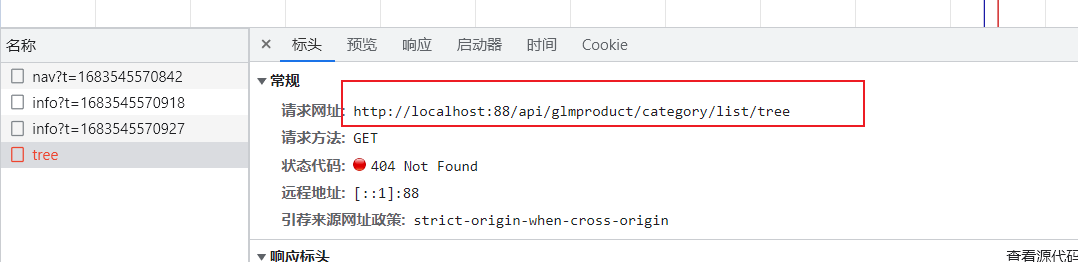 名称
nav?t=1683545570842
info?t=1683545570918
info?t=1683545570927
tree
× 标头 预览 响应 启动器 时间 Cookie
▼常规
请求网址: http://localhost:88/api/glmproduct/category/list/tree
请求方法: GET
状态代码: 404 Not Found
远程地址: [::1]:88
引荐来源网址政策: strict-origin-when-cross-origin
▼响应标头 查看源代码